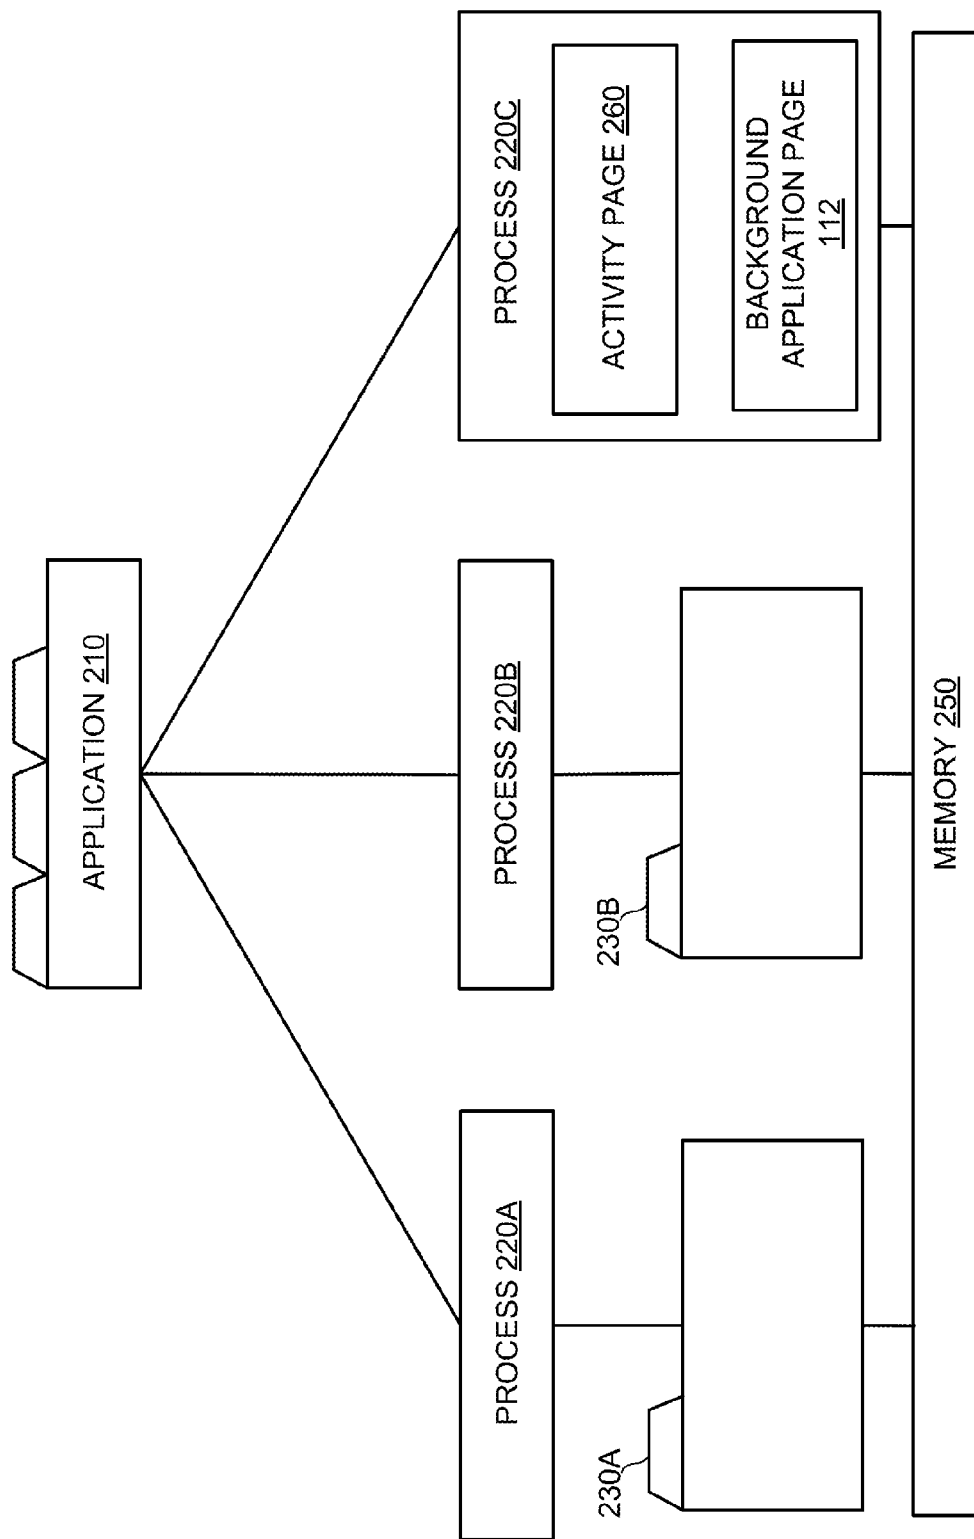 APPLICATION 210
PROCESS 220A
PROCESS 220B
PROCESS 220C
230A
230B
ACTIVITY PAGE 260
BACKGROUND
APPLICATION PAGE
112
MEMORY 250